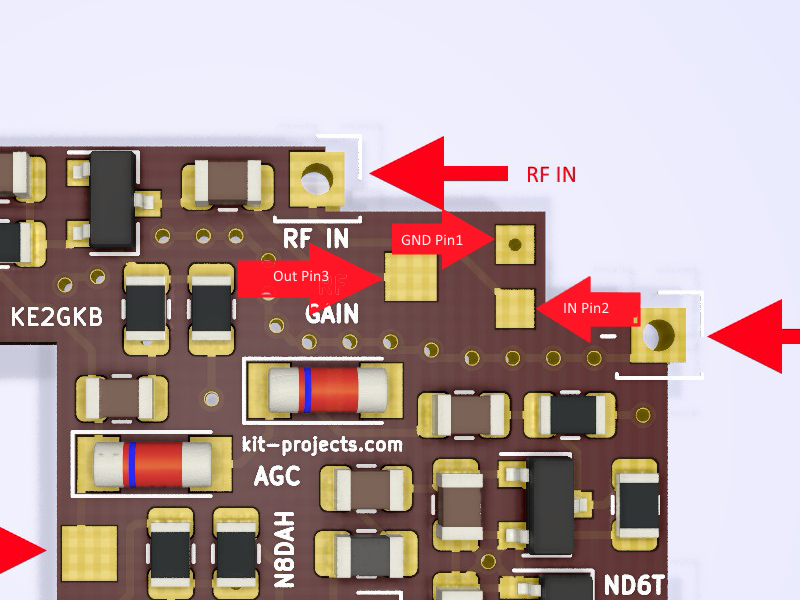 RF IN
RF IN
GND Pin1
Out Pin3
IN Pin2
GAIN
KE2GKB
kit-projects.com
AGC
N8DAH
ND6T